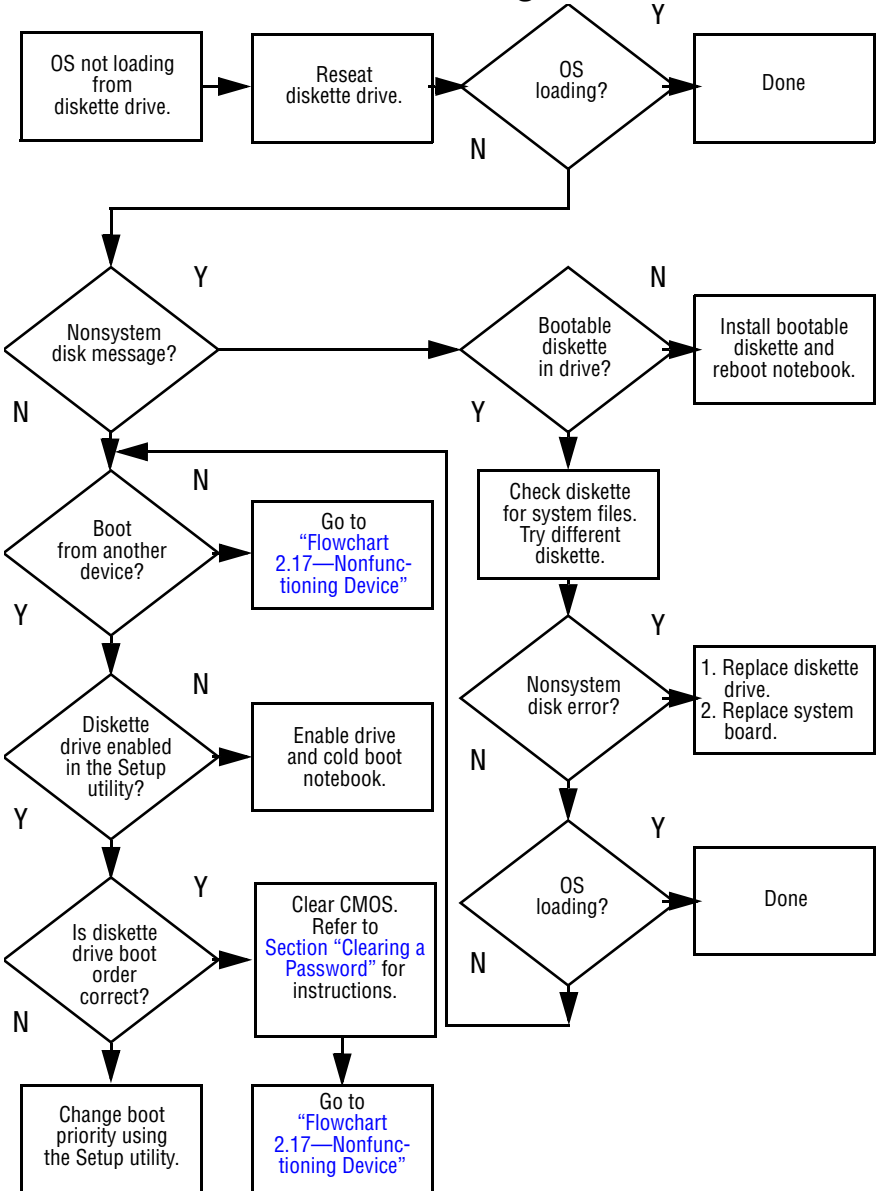 OS not loading
from
diskette drive.
Reseat
diskette drive.
OS
loading?
Y
N
Done
Nonsystem
disk message?
Y
N
Bootable
diskette
in drive?
N
Y
Install bootable
diskette and
reboot notebook.
Check diskette
for system files.
Try different
diskette.
Boot
from another
device?
N
Y
Go to
“Flowchart
2.17—Nonfunc-
tioning Device”
Nonsystem
disk error?
Y
N
1. Replace diskette
drive.
2. Replace system
board.
Diskette
drive enabled
in the Setup
utility?
N
Y
Enable drive
and cold boot
notebook.
OS
loading?
Y
N
Done
Is diskette
drive boot
order
correct?
Y
N
Clear CMOS.
Refer to
Section “Clearing a
Password” for
instructions.
Change boot
priority using
the Setup utility.
Go to
“Flowchart
2.17—Nonfunc-
tioning Device”